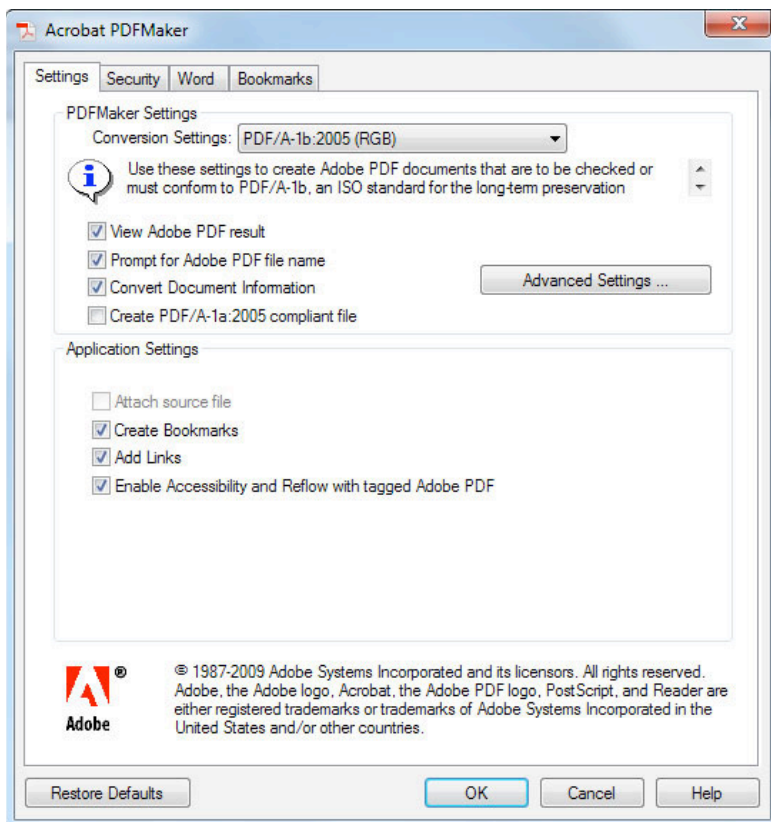 Acrobat PDFMaker
Settings Security Word Bookmarks
PDFMaker Settings
Conversion Settings: PDF/A-1b:2005 (RGB)
Use these settings to create Adobe PDF documents that are to be checked or
must conform to PDF/A-1b, an ISO standard for the long-term preservation
View Adobe PDF result
Prompt for Adobe PDF file name
Convert Document Information
Advanced Settings ...
Create PDF/A-1a:2005 compliant file
Application Settings
Attach source file
Create Bookmarks
Add Links
Enable Accessibility and Reflow with tagged Adobe PDF
® © 1987-2009 Adobe Systems Incorporated and its licensors. All rights reserved.
Adobe, the Adobe logo, Acrobat, the Adobe PDF logo, PostScript, and Reader are
either registered trademarks or trademarks of Adobe Systems Incorporated in the
United States and/or other countries.
Adobe
Restore Defaults OK Cancel Help